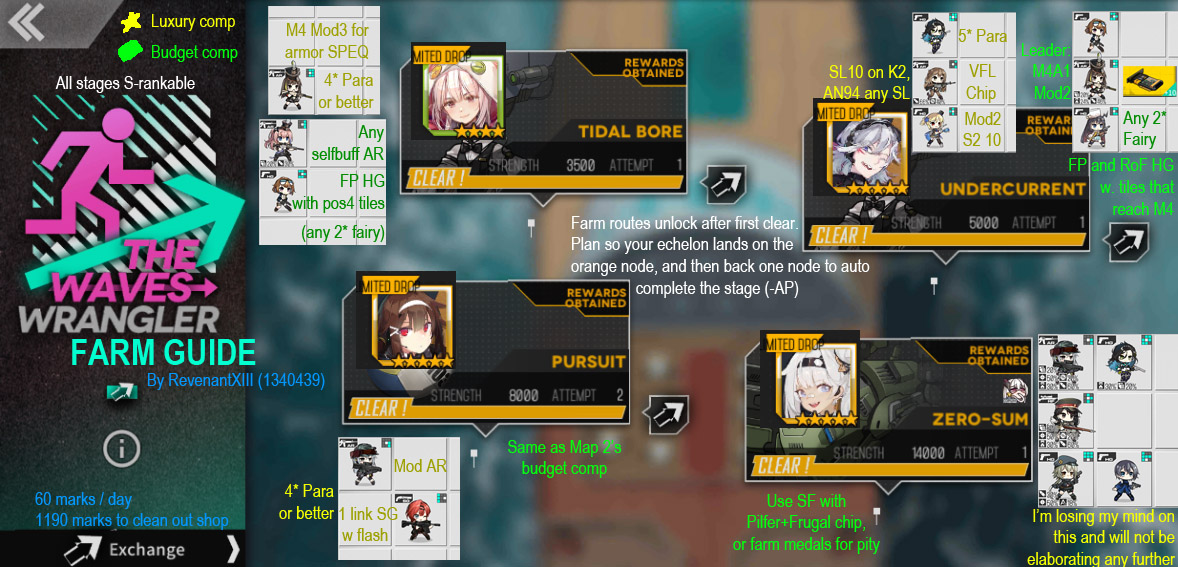 Luxury comp
Budget comp
All stages S-rankable
THE
WAVES
WRANGLER
FARM GUIDE
By RevenantXIII (1340439)
60 marks / day
1190 marks to clean out shop
Exchange
M4 Mod3 for
armor SPEQ
4* Para
or better
Any
selfbuff AR
FP HG
with pos4 tiles
(any 2* fairy)
MITED DROP
REWARDS
OBTAINED
TIDAL BORE
STRENGTH 3500 ATTEMPT 1
CLEAR !
SL10 on K2,
AN94 any SL
5* Para
VFL
Chip
Mod2
S2 10
Leader:
M4A1
Mod2
Any 2*
Fairy
FP and RoF HG
w. tiles that
reach M4
MITED DROP
REWAR
OBTAIN
UNDERCURRENT
STRENGTH 5000 ATTEMPT 1
CLEAR !
Farm routes unlock after first clear.
Plan so your echelon lands on the
orange node, and then back one node to auto
complete the stage (-AP)
MITED DROP
REWARDS
OBTAINED
PURSUIT
STRENGTH 8000 ATTEMPT 2
CLEAR !
Same as Map 2's
budget comp
4* Para
or better
Mod AR
1 link SG
w flash
MITED DROP
REWARDS
OBTAINED
ZERO-SUM
STRENGTH 14000 ATTEMPT 1
CLEAR !
Use SF with
Pilfer+Frugal chip,
or farm medals for pity
I'm losing my mind on
this and will not be
elaborating any further